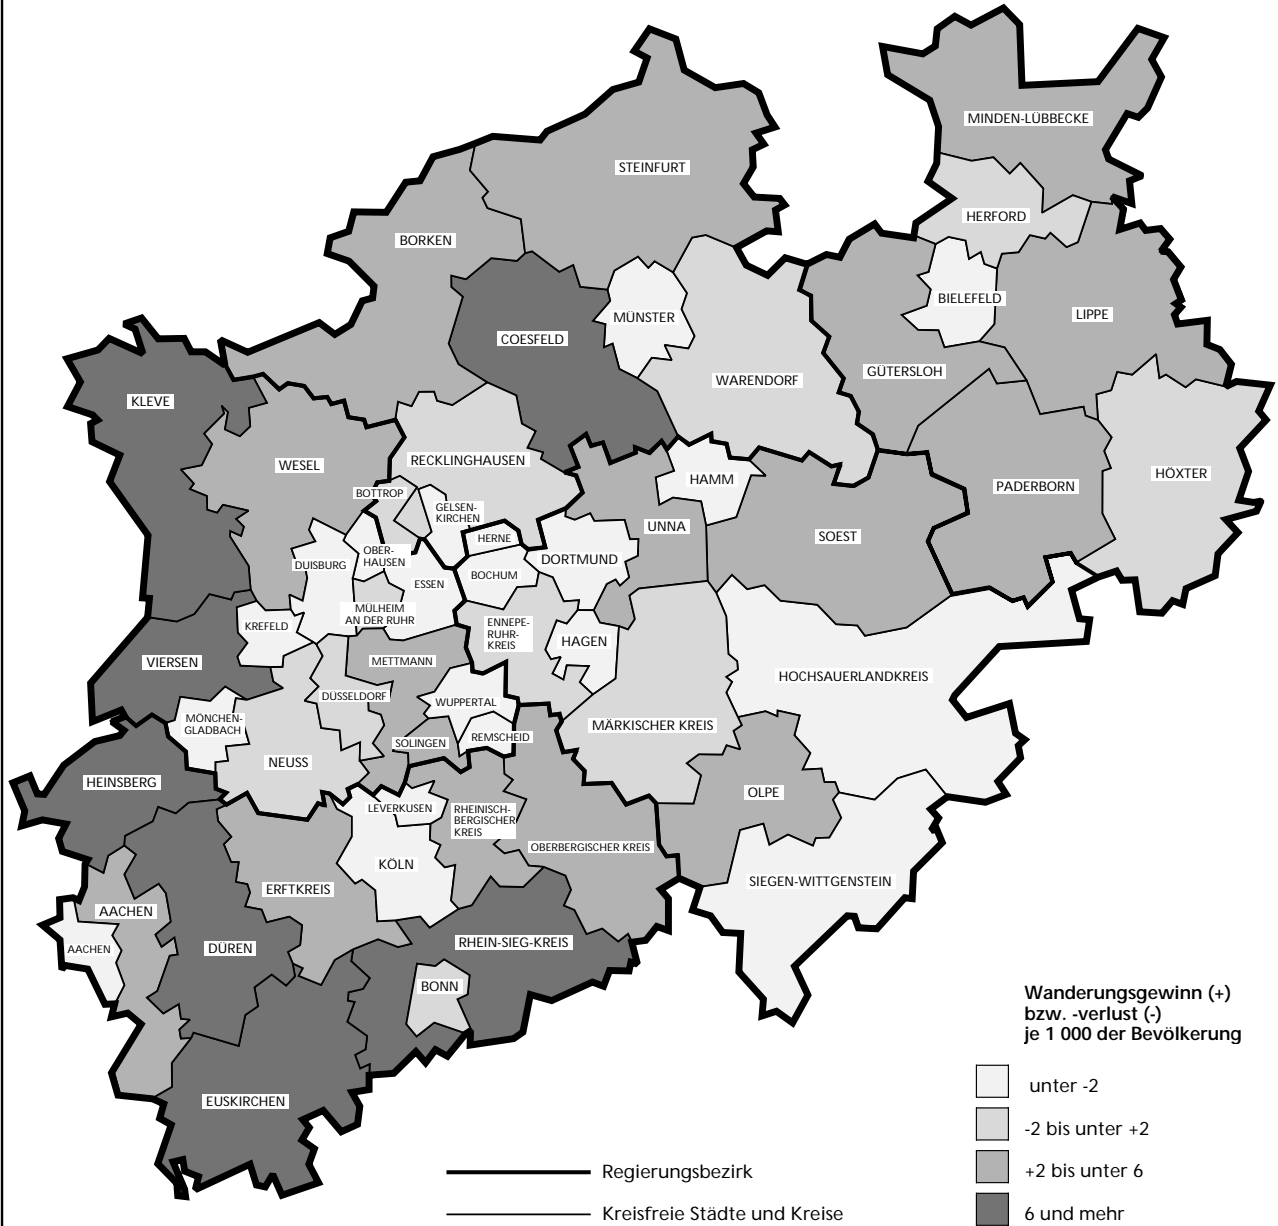 MINDEN-LÜBBECKE
STEINFURT
HERFORD
BORKEN
BIELEFELD
LIPPE
MÜNSTER
COESFELD
GÜTERSLOH
WARENDORF
KLEVE
RECKLINGHAUSEN
WESEL
HÖXTER
HAMM
PADERBORN
BOTTROP
GELSEN-
KIRCHEN
UNNA
SOEST
HERNE
OBER-
HAUSEN
DORTMUND
DUISBURG
BOCHUM
ESSEN
MÜLHEIM
AN DER RUHR
KREFELD
ENNEPE-
RUHR-
KREIS
HAGEN
VIERSEN
METTMANN
HOCHSAUERLANDKREIS
DÜSSELDORF
WUPPERTAL
MÖNCHEN-
GLADBACH
MÄRKISCHER KREIS
REMSCHEID
SOLINGEN
NEUSS
HEINSBERG
OLPE
LEVERKUSEN
RHEINISCH-
BERGISCHER
KREIS
OBERBERGISCHER KREIS
KÖLN
SIEGEN-WITTGENSTEIN
ERFTKREIS
AACHEN
RHEIN-SIEG-KREIS
AACHEN
DÜREN
BONN
EUSKIRCHEN
Wanderungsgewinn (+)
bzw. -verlust (-)
je 1 000 der Bevölkerung
unter -2
-2 bis unter +2
+2 bis unter 6
6 und mehr
Regierungsbezirk
Kreisfreie Städte und Kreise